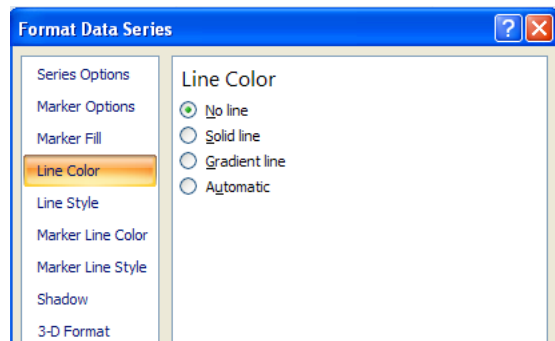 Format Data Series
Series Options
Marker Options
Marker Fill
Line Color
Line Style
Marker Line Color
Marker Line Style
Shadow
3-D Format
Line Color
No line
Solid line
Gradient line
Automatic